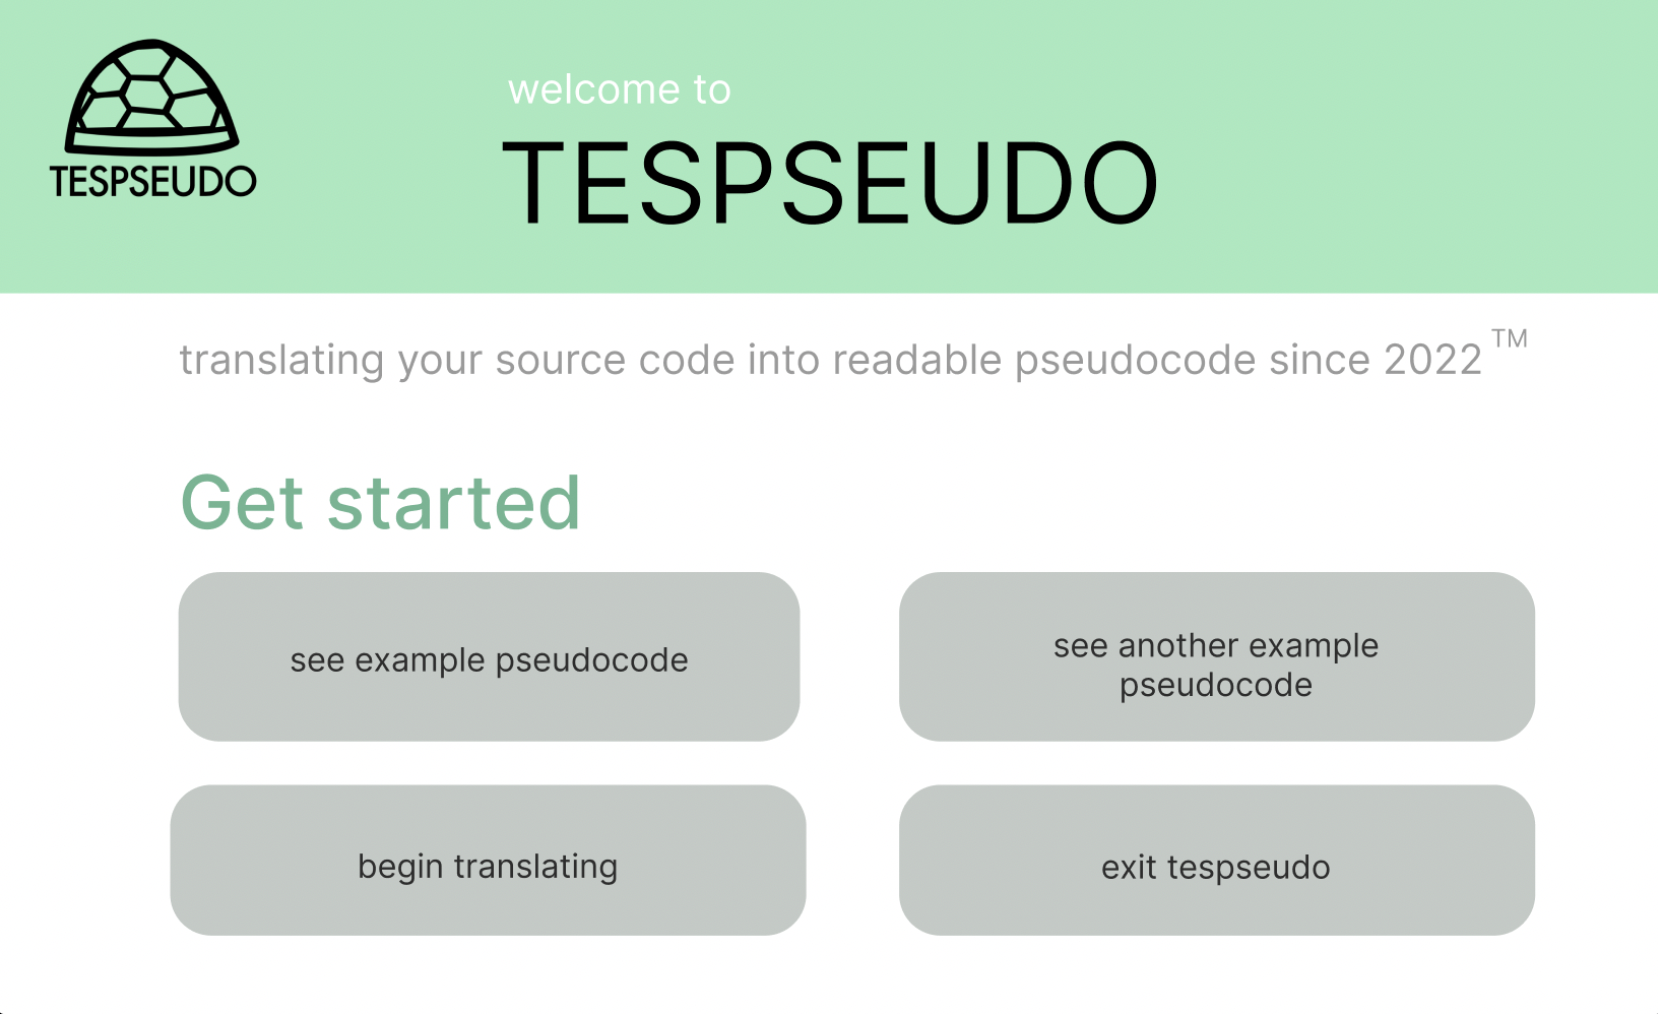 TESPSEUDO
welcome to
TESPSEUDO
translating your source code into readable pseudocode since 2022 TM
Get started
see example pseudocode
see another example
pseudocode
begin translating
exit tespseudo